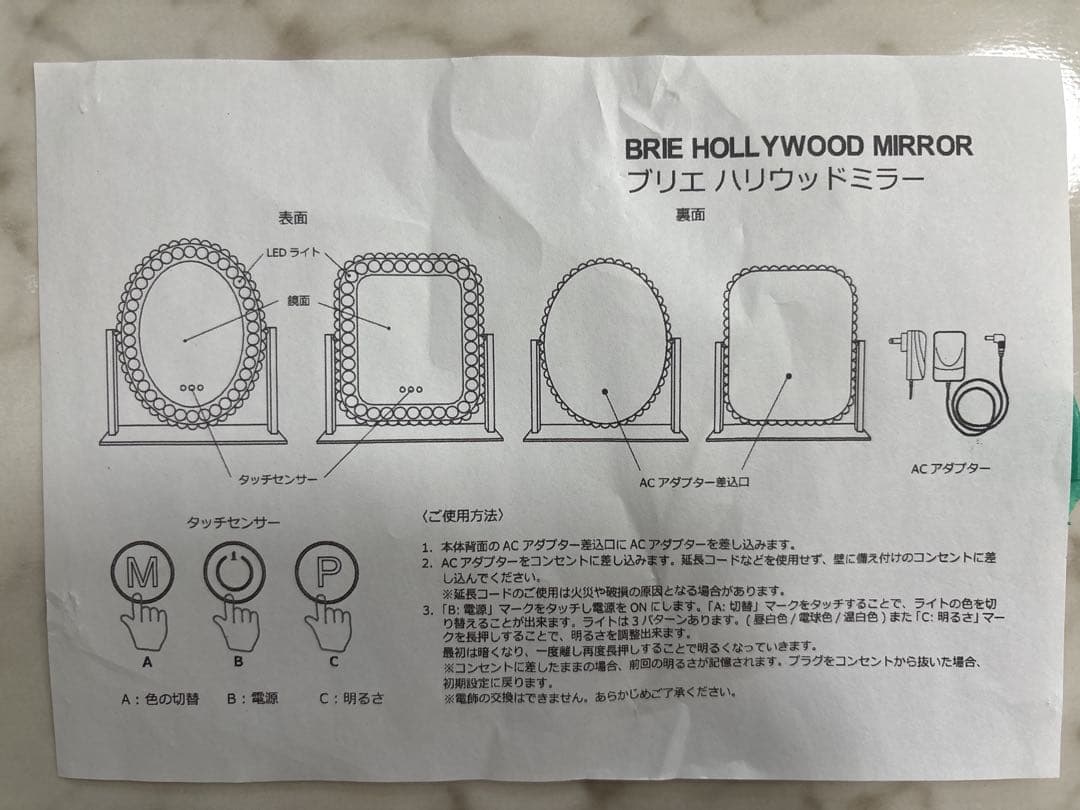 BRIE HOLLYWOOD MIRROR
ブリエ ハリウッドミラー
表面
裏面
LED ライト
鏡面
タッチセンサー
AC アダプター差込口
AC アダプター
タッチセンサー
M
P
A
B
C
A：色の切替 B：電源 C：明るさ
〈ご使用方法〉
1. 本体背面の AC アダプター差込口に AC アダプターを差し込みます。
2. AC アダプターをコンセントに差し込みます。延長コードなどを使用せず、壁に備え付けのコンセントに差
し込んでください。
※延長コードのご使用は火災や破損の原因となる場合があります。
3. 「B: 電源」マークをタッチし電源を ON にします。「A: 切替」マークをタッチすることで、ライトの色を切
り替えることが出来ます。ライトは 3 パターンあります。( 昼白色 / 電球色 / 温白色 ) また「C: 明るさ」マー
クを長押しすることで、明るさを調整出来ます。
最初は暗くなり、一度離し再度長押しすることで明るくなっていきます。
※コンセントに差したままの場合、前回の明るさが記憶されます。プラグをコンセントから抜いた場合、
初期設定に戻ります。
※電飾の交換はできません。あらかじめご了承ください。